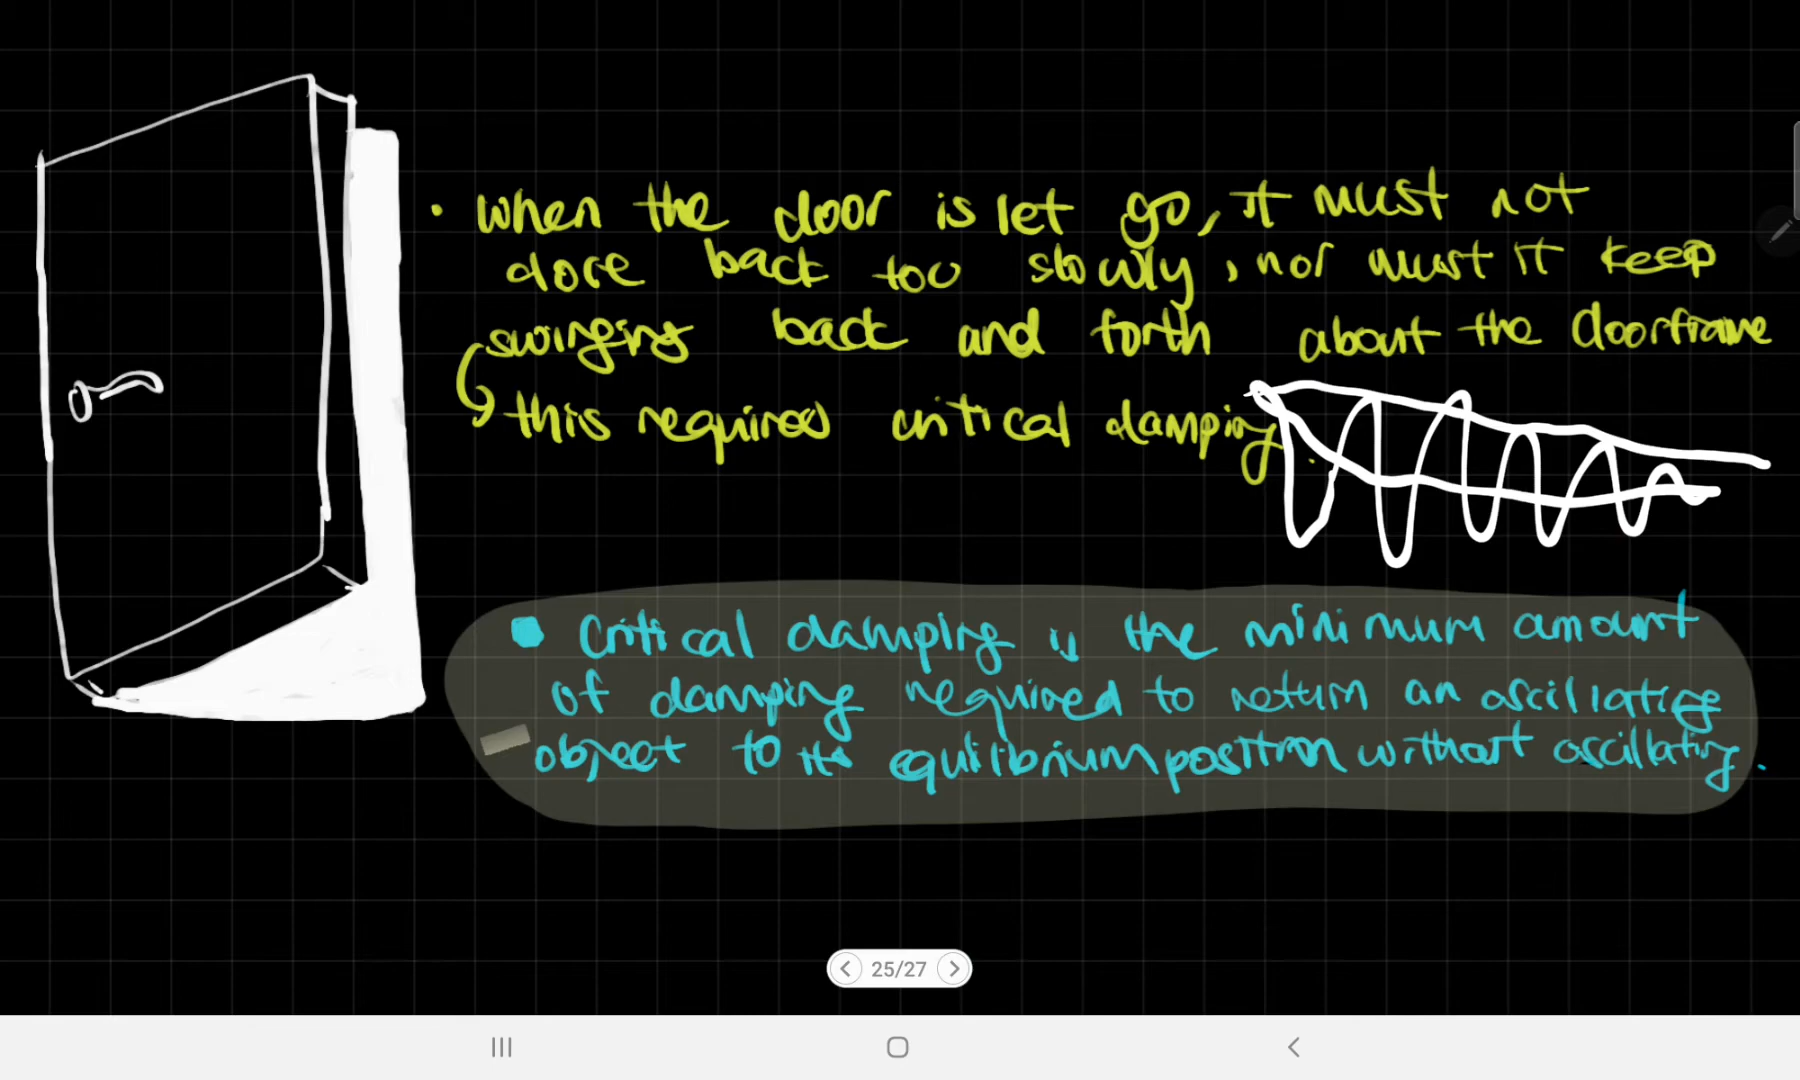 • When the door is let go, it must not
close back too slowly, nor must it keep
swinging back and forth about the doorframe
this requires critical damping.
Critical damping is the minimum amount
of damping required to return an oscillating
object to its equilibrium position without oscillating.
25/27